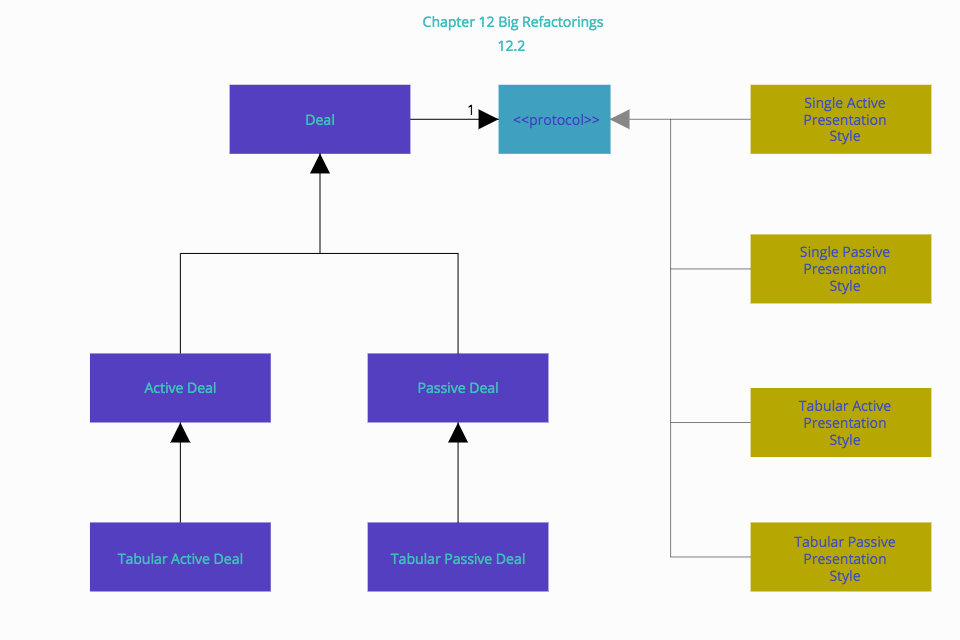 Chapter 12 Big Refactorings
12.2
Deal
1
<<protocol>>
Single Active
Presentation
Style
Single Passive
Presentation
Style
Active Deal
Passive Deal
Tabular Active
Presentation
Style
Tabular Active Deal
Tabular Passive Deal
Tabular Passive
Presentation
Style